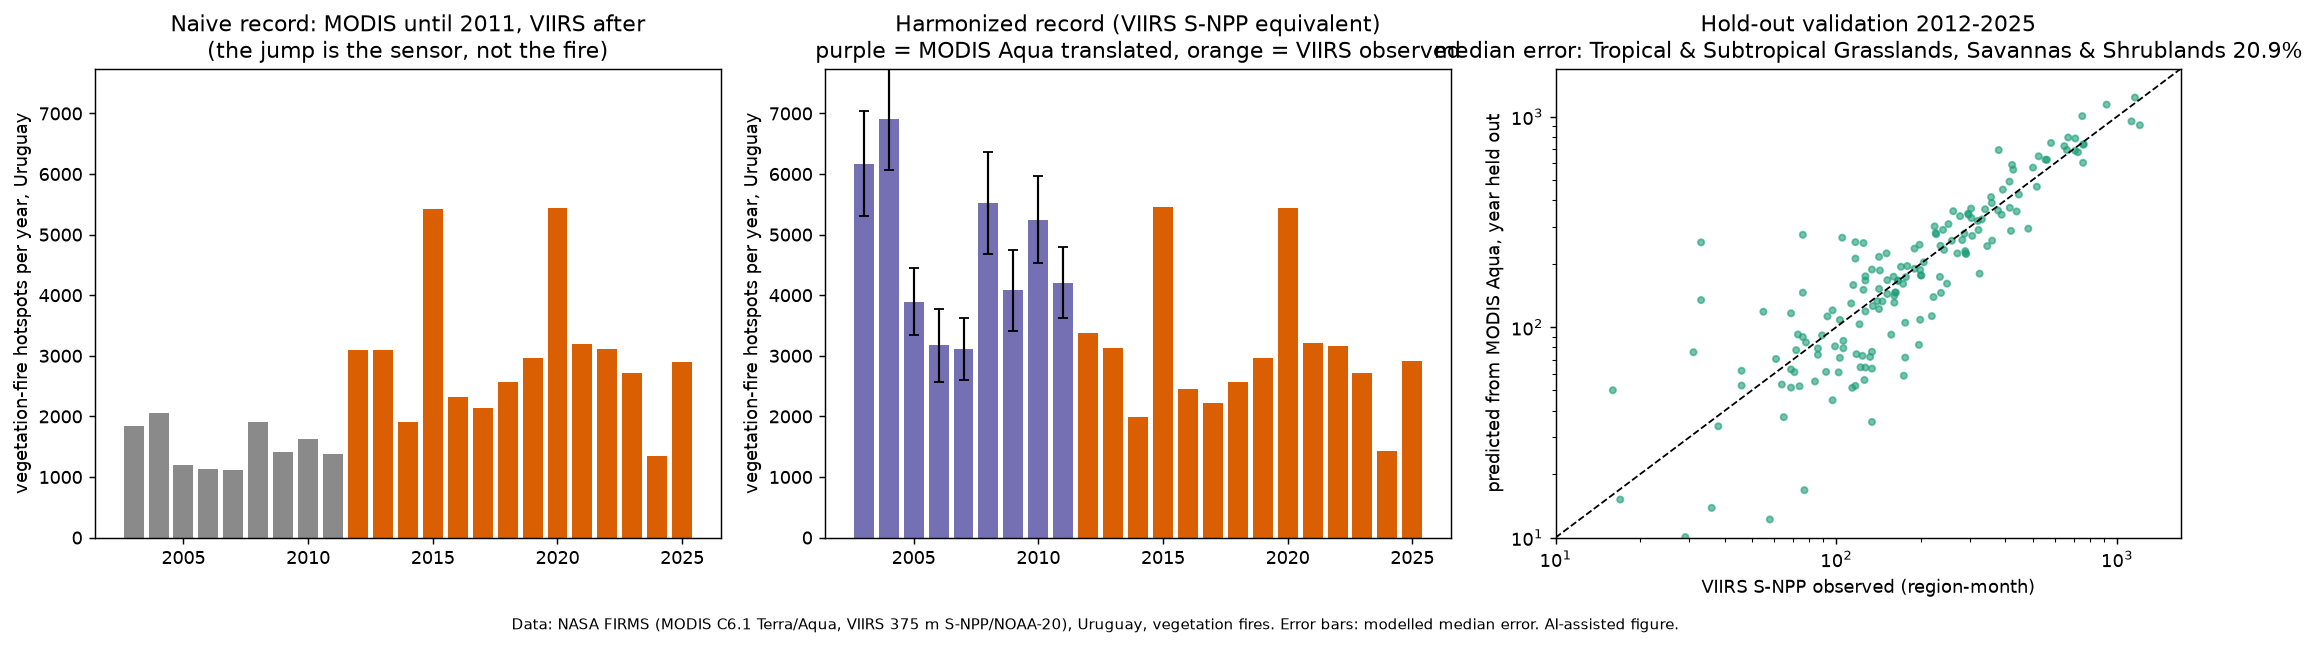 Naive record: MODIS until 2011, VIIRS after
(the jump is the sensor, not the fire)
vegetation-fire hotspots per year, Uruguay
7000
6000
5000
4000
3000
2000
1000
0
2005
2010
2015
2020
2025
Harmonized record (VIIRS S-NPP equivalent)
purple = MODIS Aqua translated, orange = VIIRS observed
vegetation-fire hotspots per year, Uruguay
7000
6000
5000
4000
3000
2000
1000
0
2005
2010
2015
2020
2025
Hold-out validation 2012-2025
median error: Tropical & Subtropical Grasslands, Savannas & Shrublands 20.9%
predicted from MODIS Aqua, year held out
10³
10²
10¹
10¹
10²
10³
VIIRS S-NPP observed (region-month)
Data: NASA FIRMS (MODIS C6.1 Terra/Aqua, VIIRS 375 m S-NPP/NOAA-20), Uruguay, vegetation fires. Error bars: modelled median error. AI-assisted figure.